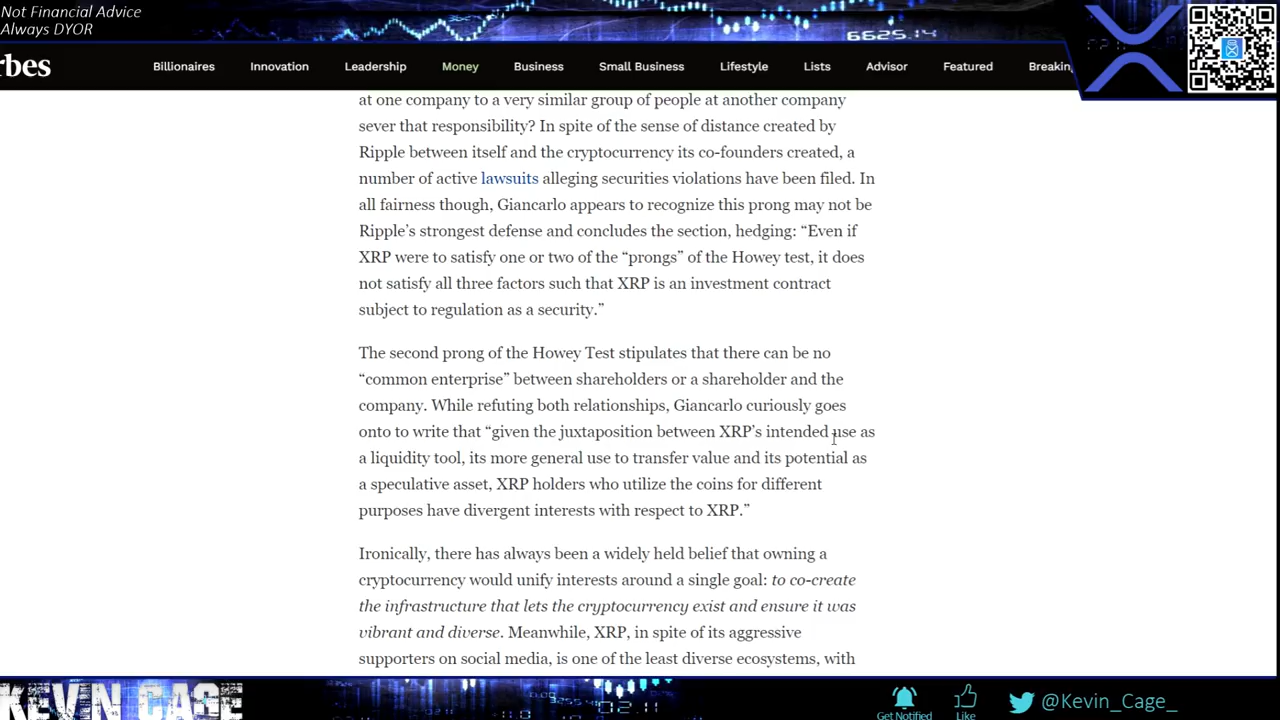 Not Financial Advice
Always DYOR
6625.14
rbes
Billionaires Innovation Leadership Money Business Small Business Lifestyle Lists Advisor Featured Breaking
at one company to a very similar group of people at another company
sever that responsibility? In spite of the sense of distance created by
Ripple between itself and the cryptocurrency its co-founders created, a
number of active lawsuits alleging securities violations have been filed. In
all fairness though, Giancarlo appears to recognize this prong may not be
Ripple’s strongest defense and concludes the section, hedging: “Even if
XRP were to satisfy one or two of the “prongs” of the Howey test, it does
not satisfy all three factors such that XRP is an investment contract
subject to regulation as a security.”
The second prong of the Howey Test stipulates that there can be no
“common enterprise” between shareholders or a shareholder and the
company. While refuting both relationships, Giancarlo curiously goes
onto to write that “given the juxtaposition between XRP’s intended use as
a liquidity tool, its more general use to transfer value and its potential as
a speculative asset, XRP holders who utilize the coins for different
purposes have divergent interests with respect to XRP.”
Ironically, there has always been a widely held belief that owning a
cryptocurrency would unify interests around a single goal: to co-create
the infrastructure that lets the cryptocurrency exist and ensure it was
vibrant and diverse. Meanwhile, XRP, in spite of its aggressive
supporters on social media, is one of the least diverse ecosystems, with
KEVIN CAGE
Get Notified
Like
@Kevin_Cage_